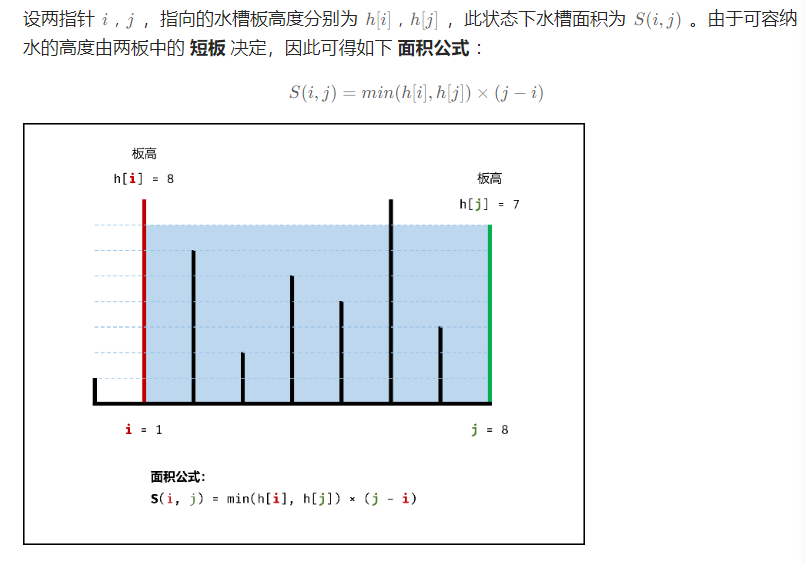 设两指针 i , j ，指向的水槽板高度分别为 h[i] , h[j] ，此状态下水槽面积为 S(i, j) 。由于可容纳
水的高度由两板中的 短板 决定，因此可得如下 面积公式 ：
S(i, j) = min(h[i], h[j]) × (j − i)
板高
h[i] = 8
板高
h[j] = 7
i = 1
j = 8
面积公式:
S(i, j) = min(h[i], h[j]) × (j - i)